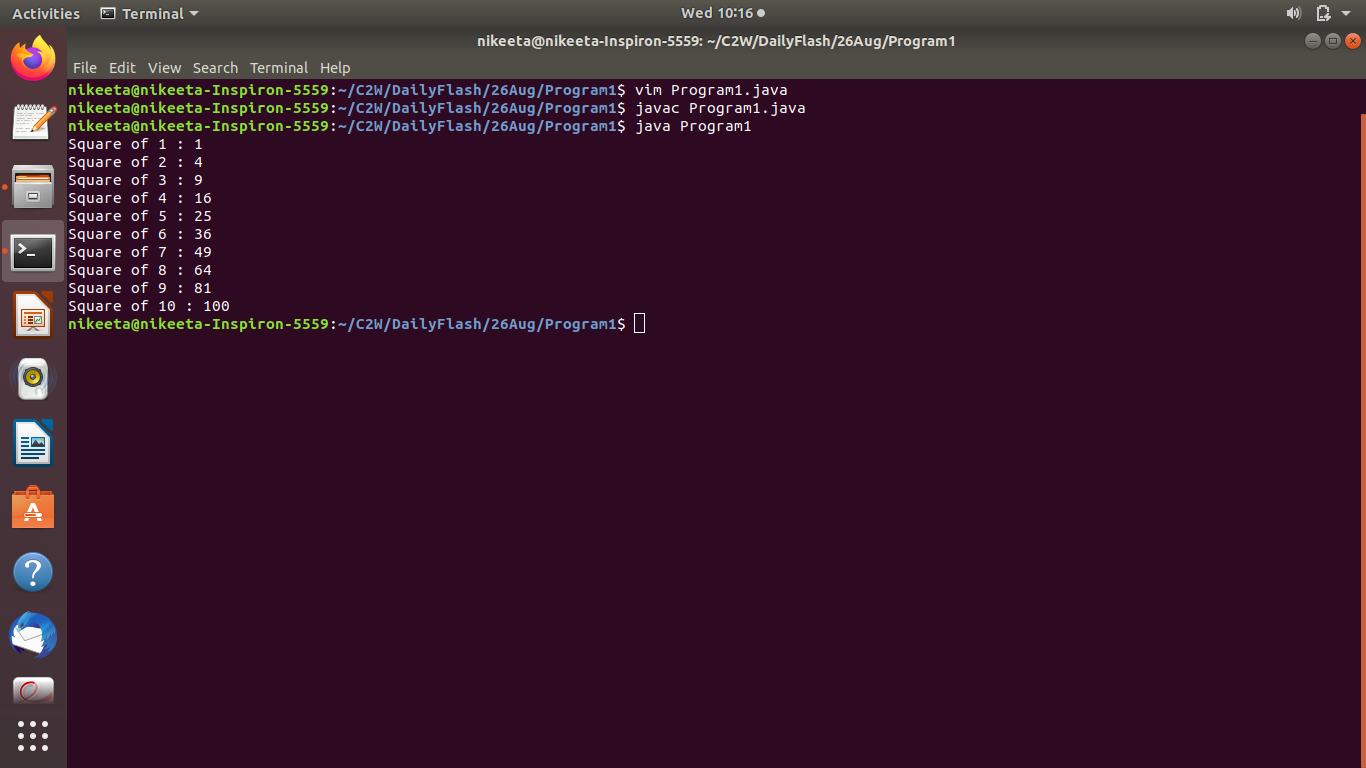 Activities Terminal Wed 10:16
nikeeta@nikeeta-Inspiron-5559: ~/C2W/DailyFlash/26Aug/Program1
File Edit View Search Terminal Help
nikeeta@nikeeta-Inspiron-5559:~/C2W/DailyFlash/26Aug/Program1$ vim Program1.java
nikeeta@nikeeta-Inspiron-5559:~/C2W/DailyFlash/26Aug/Program1$ javac Program1.java
nikeeta@nikeeta-Inspiron-5559:~/C2W/DailyFlash/26Aug/Program1$ java Program1
Square of 1 : 1
Square of 2 : 4
Square of 3 : 9
Square of 4 : 16
Square of 5 : 25
Square of 6 : 36
Square of 7 : 49
Square of 8 : 64
Square of 9 : 81
Square of 10 : 100
nikeeta@nikeeta-Inspiron-5559:~/C2W/DailyFlash/26Aug/Program1$